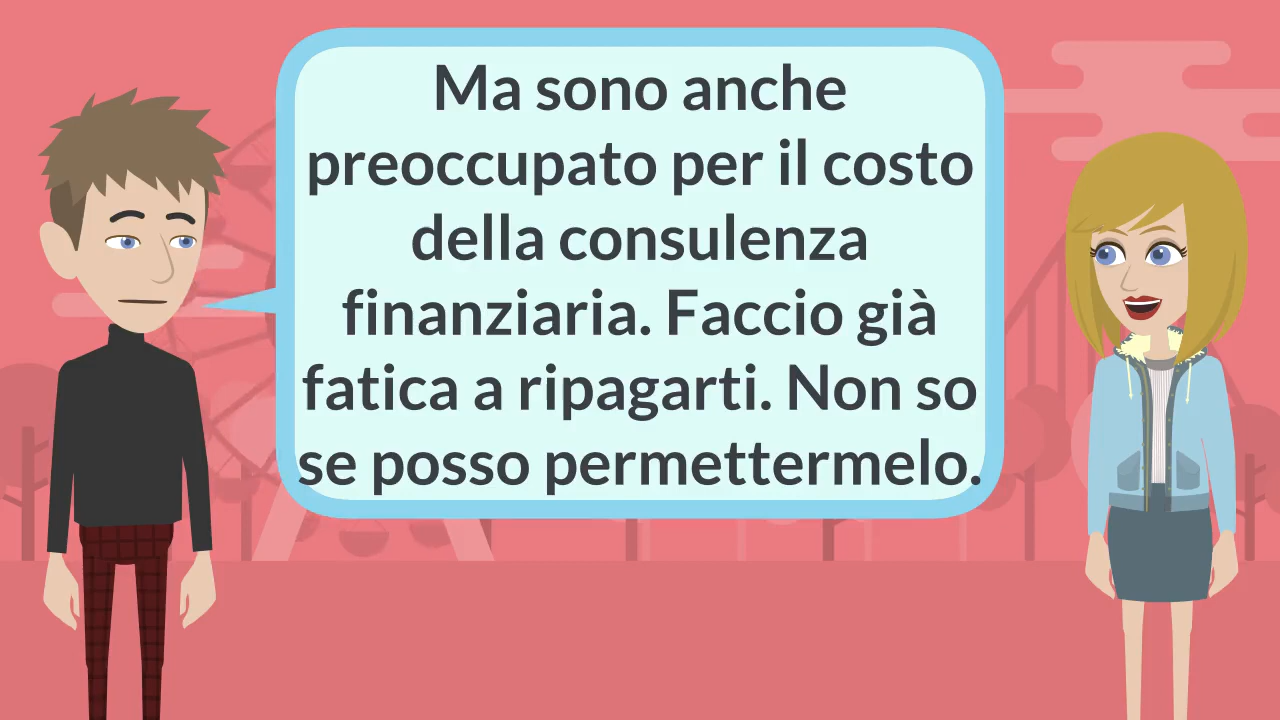 Ma sono anche
preoccupato per il costo
della consulenza
finanziaria. Faccio già
fatica a ripagarti. Non so
se posso permettermelo.